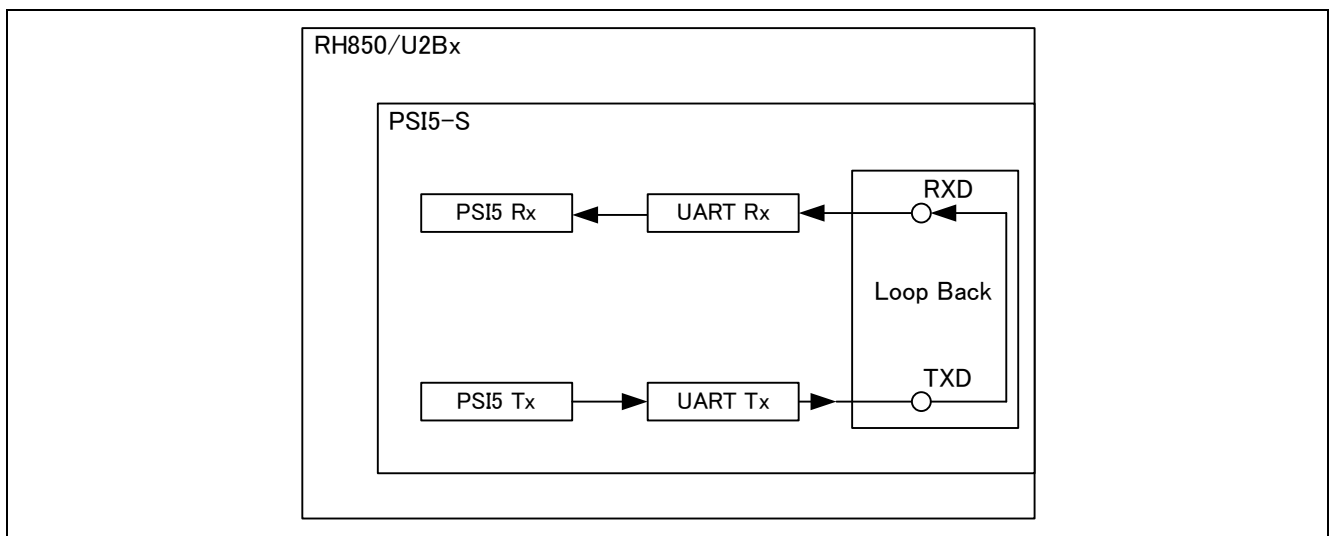 RH850/U2Bx
PSI5-S
RXD
PSI5 Rx
UART Rx
Loop Back
TXD
PSI5 Tx
UART Tx